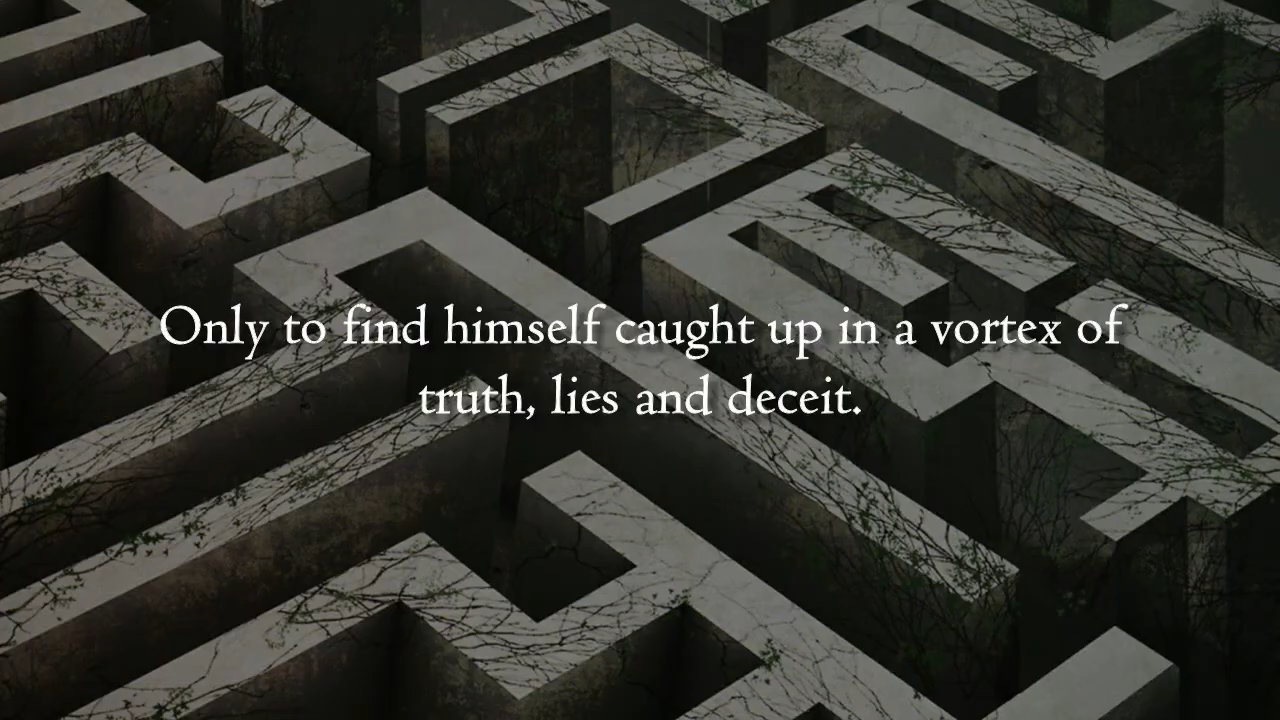 Only to find himself caught up in a vortex of
truth, lies and deceit.